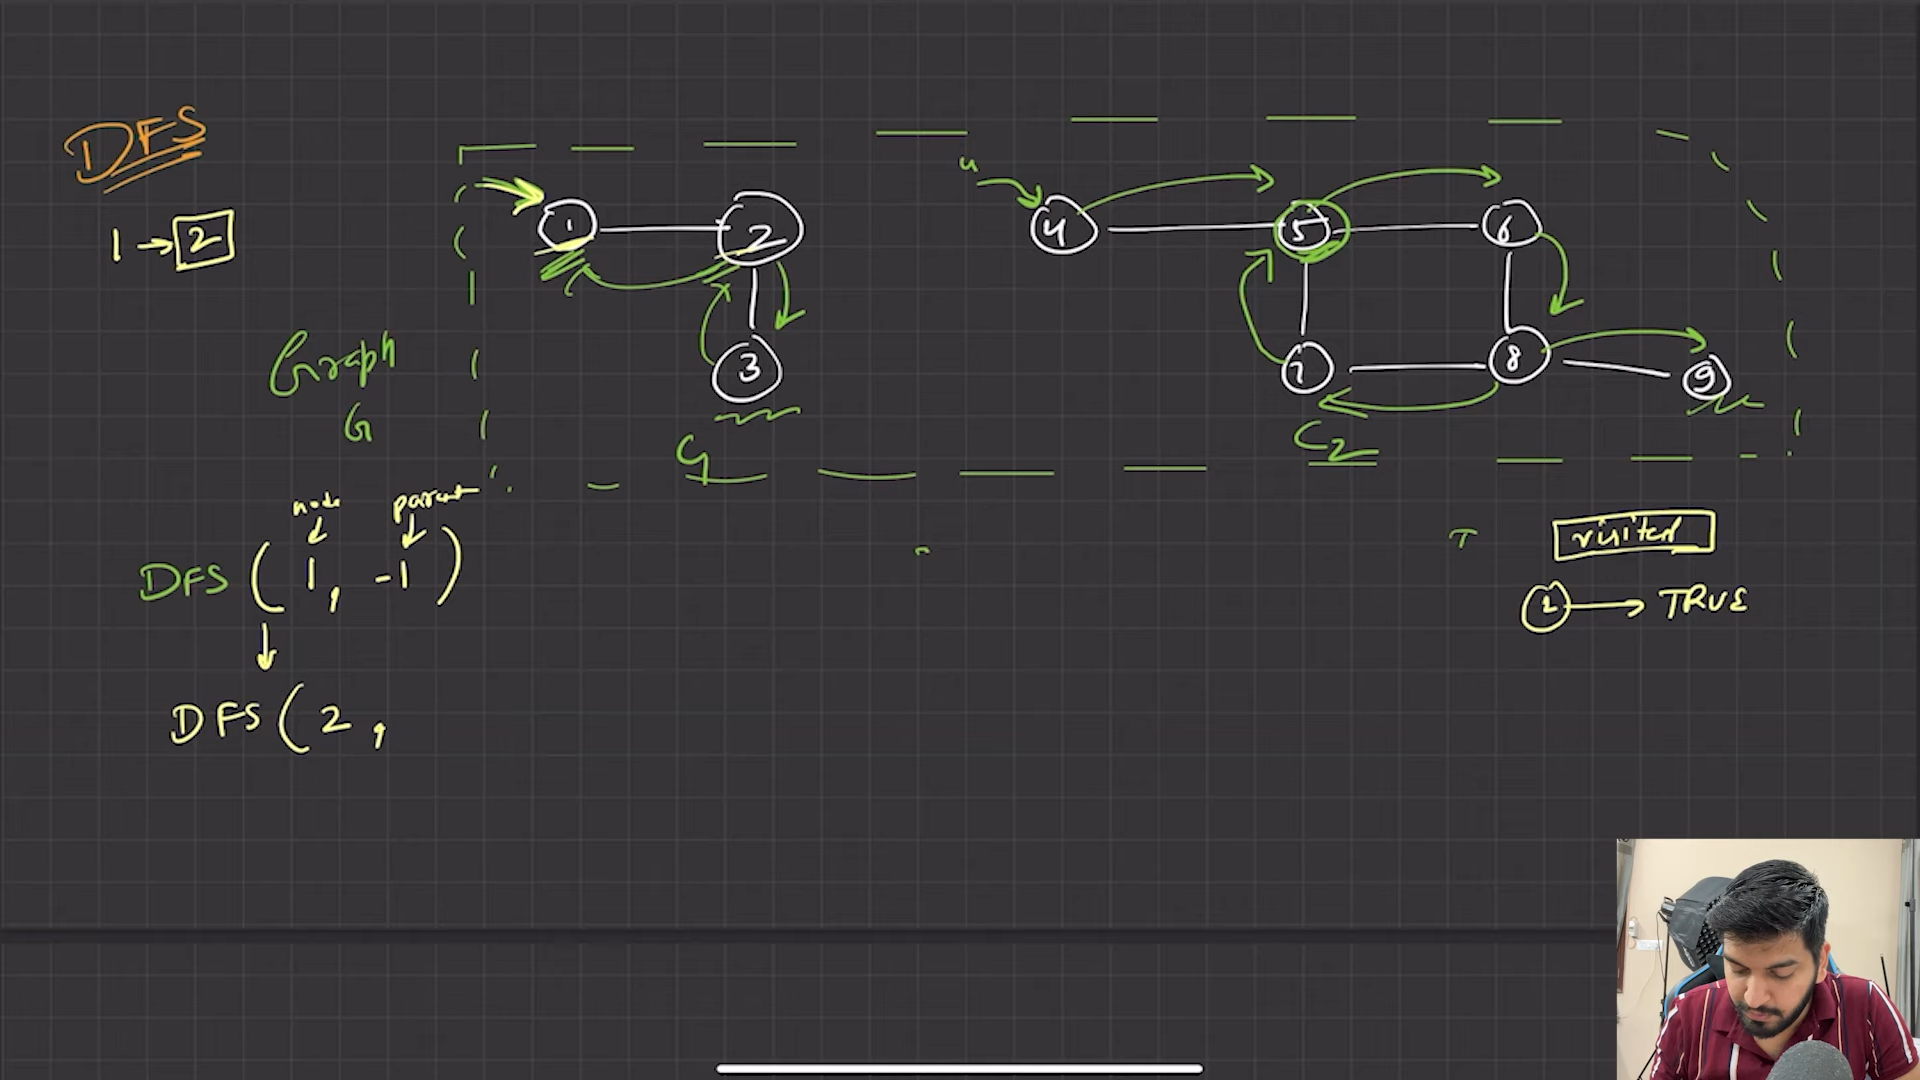 DFS
1 → 2
Graph
G
1
2
3
u
4
5
6
7
8
9
C1
C2
node
parent
DFS ( 1 , -1 )
DFS ( 2 ,
visited
1 → TRUE